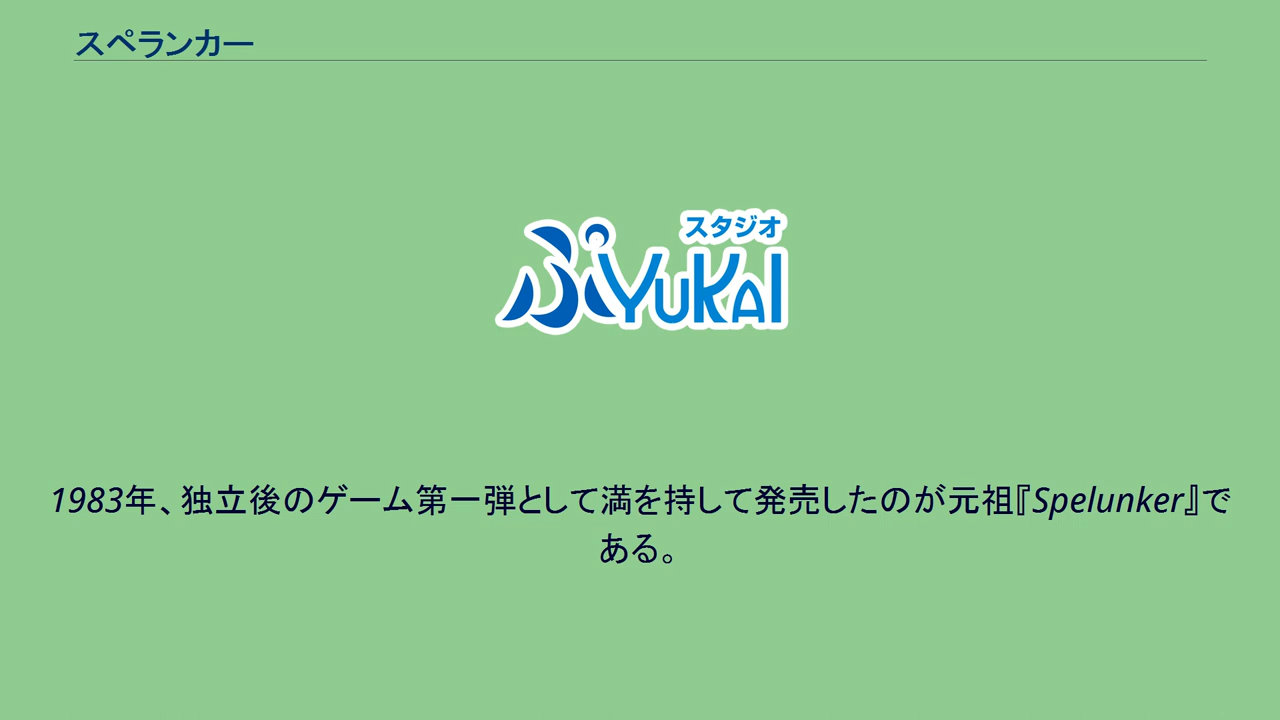 スペランカー
スタジオ
ぷYUKAI
1983年、独立後のゲーム第一弾として満を持して発売したのが元祖『Spelunker』で
ある。